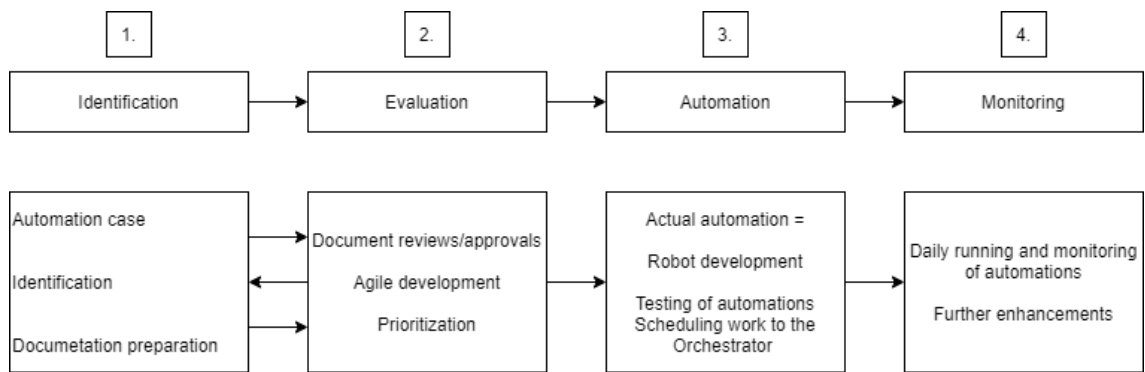 1.
2.
3.
4.
Identification
Evaluation
Automation
Monitoring
Automation case
Identification
Documetation preparation
Document reviews/approvals
Agile development
Prioritization
Actual automation =
Robot development
Testing of automations
Scheduling work to the
Orchestrator
Daily running and monitoring
of automations
Further enhancements